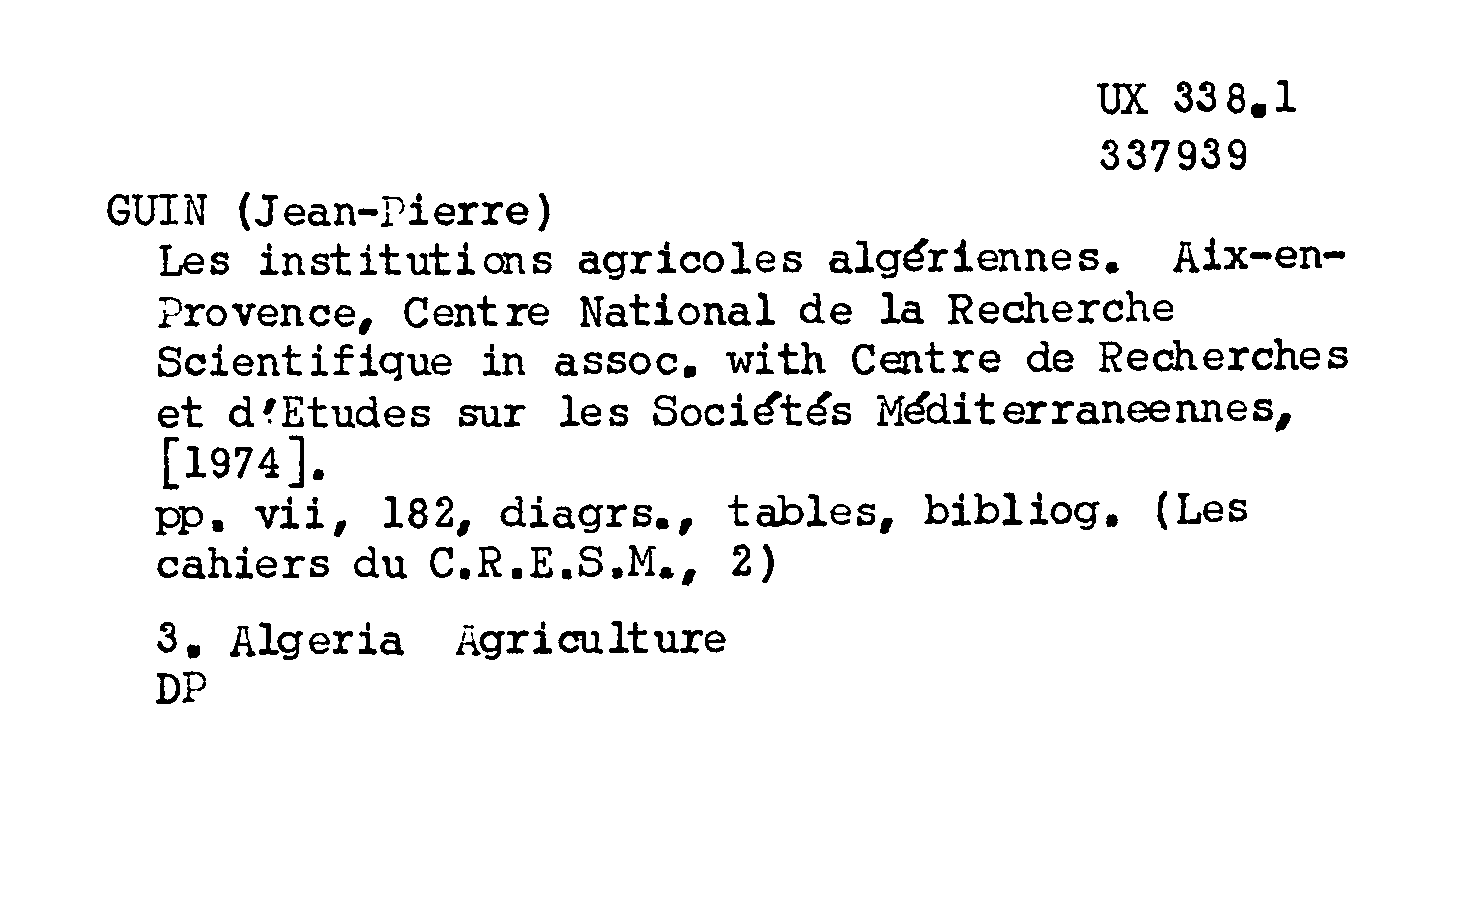 UX 338.1
337939
GUIN (Jean-Pierre)
Les institutions agricoles algériennes. Aix-en-
Provence, Centre National de la Recherche
Scientifique in assoc. with Centre de Recherches
et d'Etudes sur les Sociétés Méditerraneennes,
[1974].
pp. vii, 182, diagrs., tables, bibliog. (Les
cahiers du C.R.E.S.M., 2)
3. Algeria Agriculture
DP